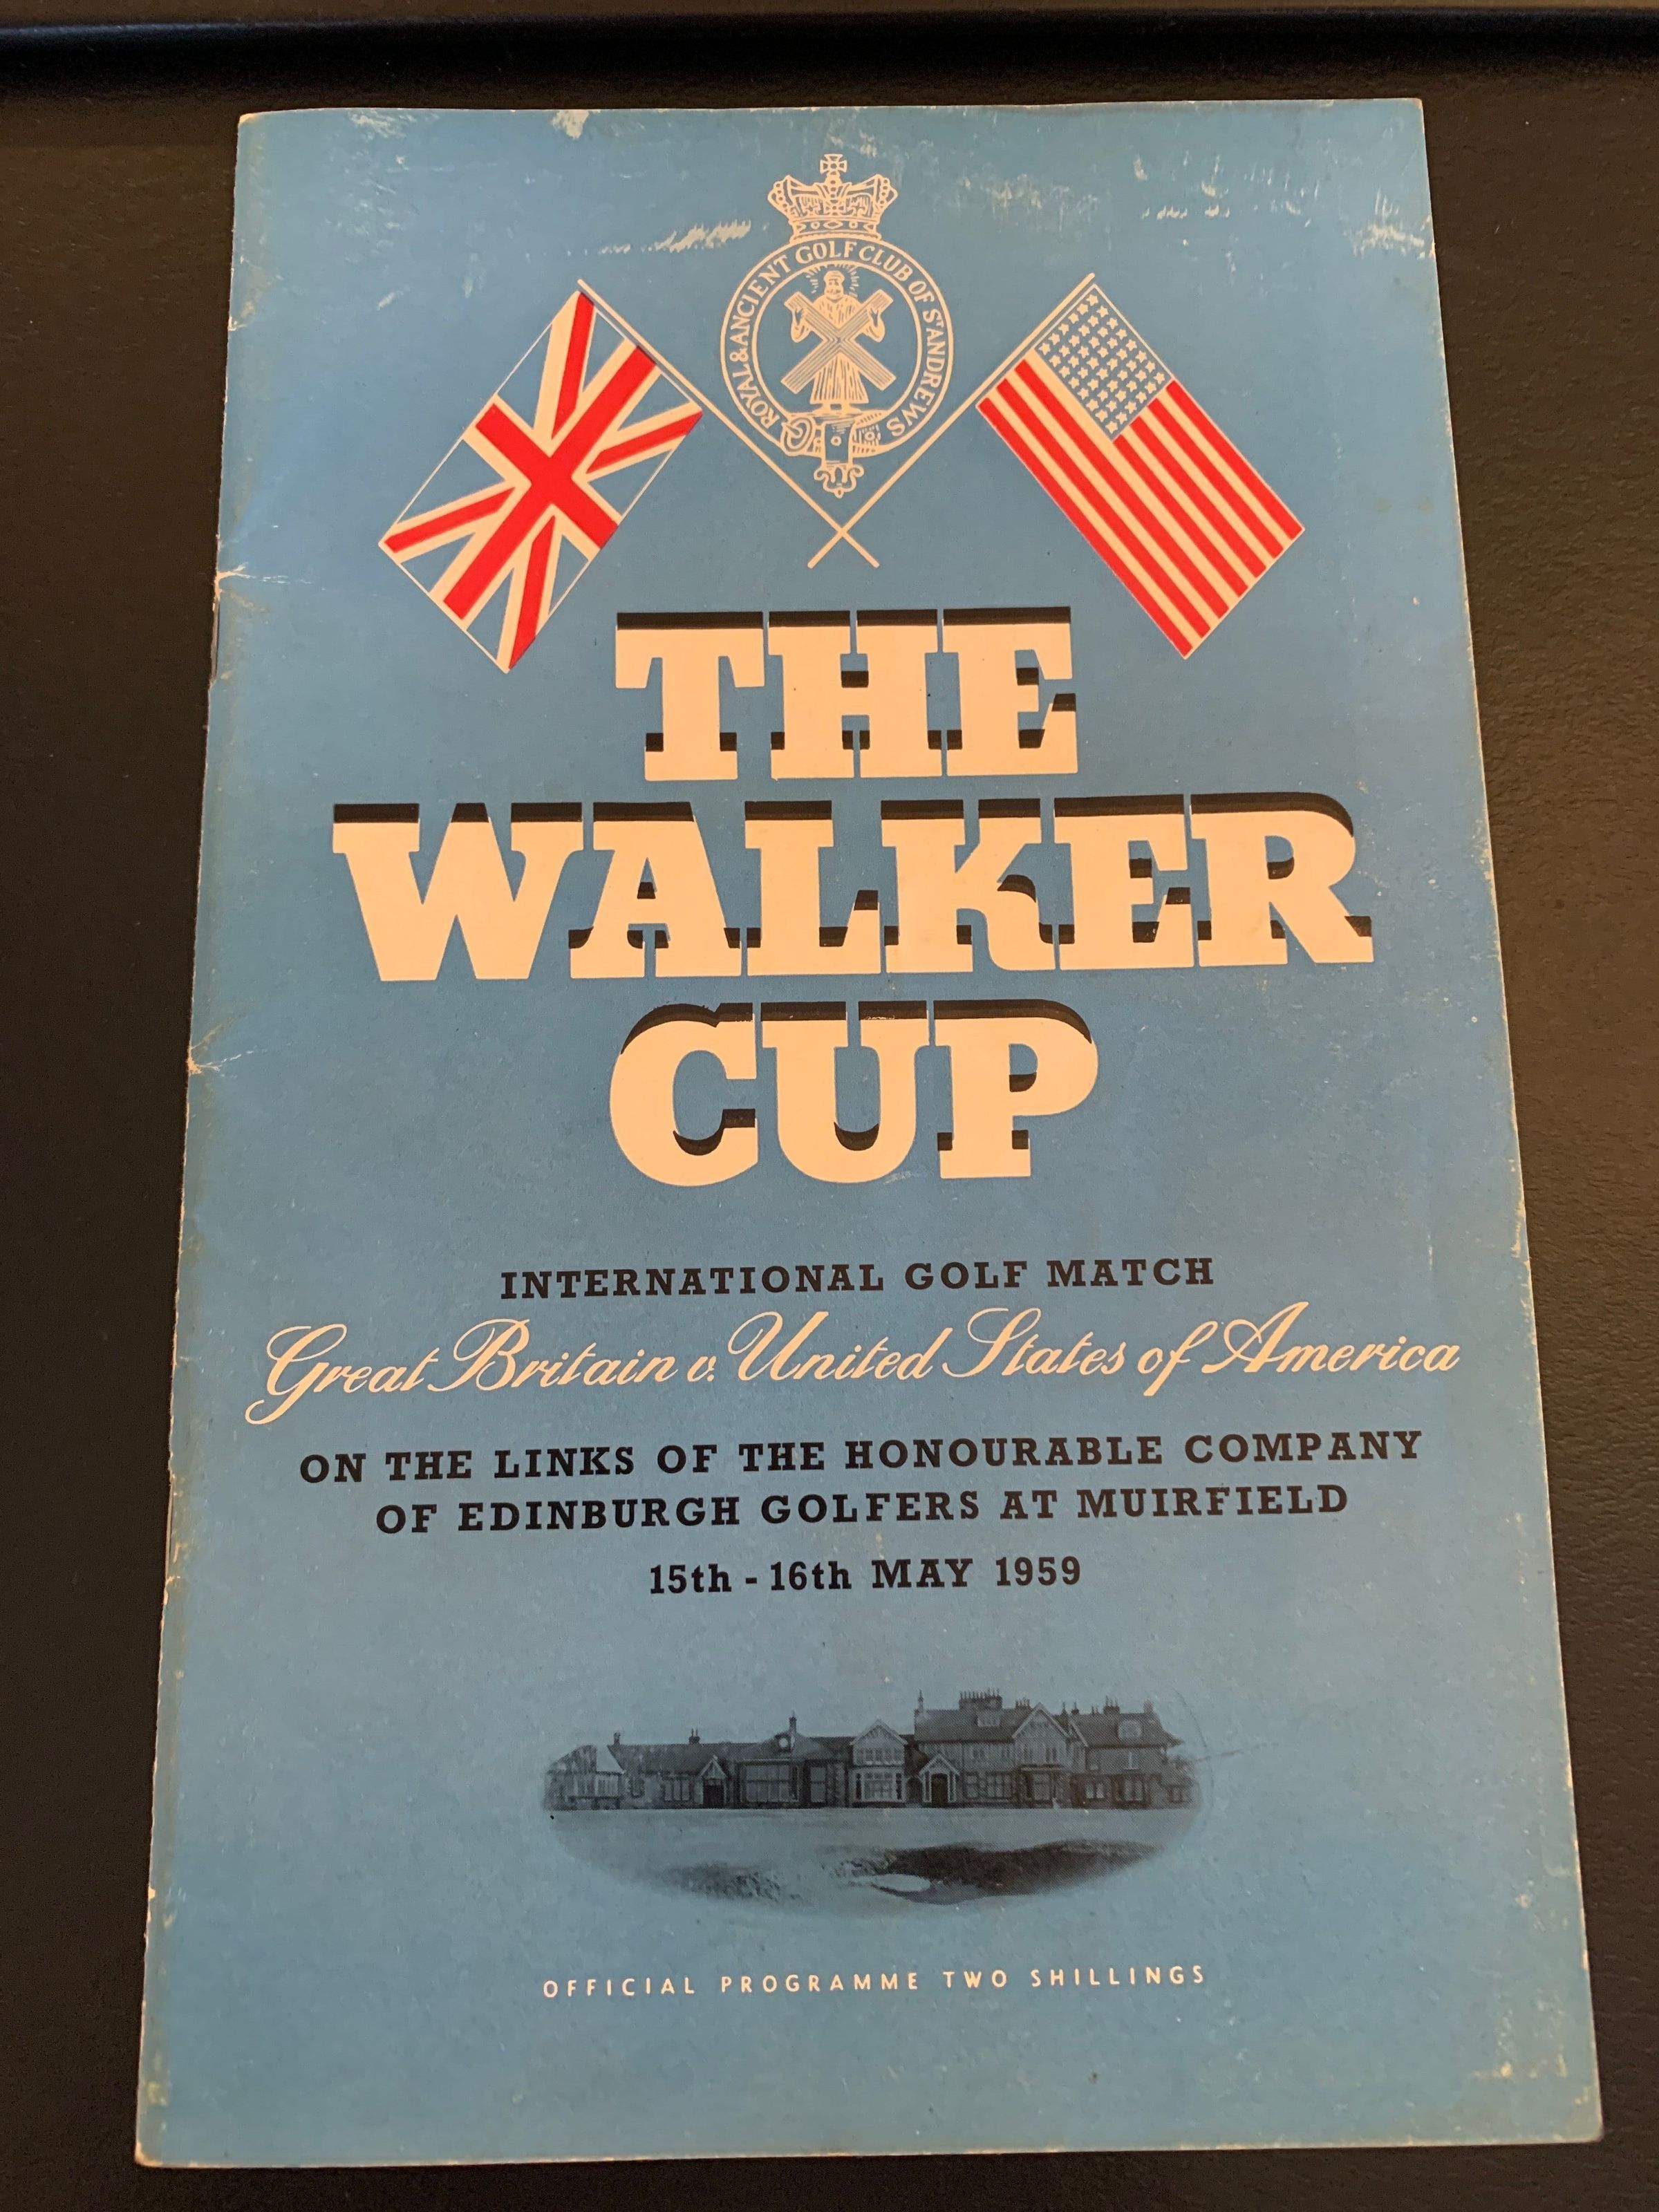 ROYAL & ANCIENT GOLF CLUB OF ST ANDREWS
THE
WALKER
CUP
INTERNATIONAL GOLF MATCH
Great Britain v. United States of America
ON THE LINKS OF THE HONOURABLE COMPANY
OF EDINBURGH GOLFERS AT MUIRFIELD
15th - 16th MAY 1959
OFFICIAL PROGRAMME TWO SHILLINGS